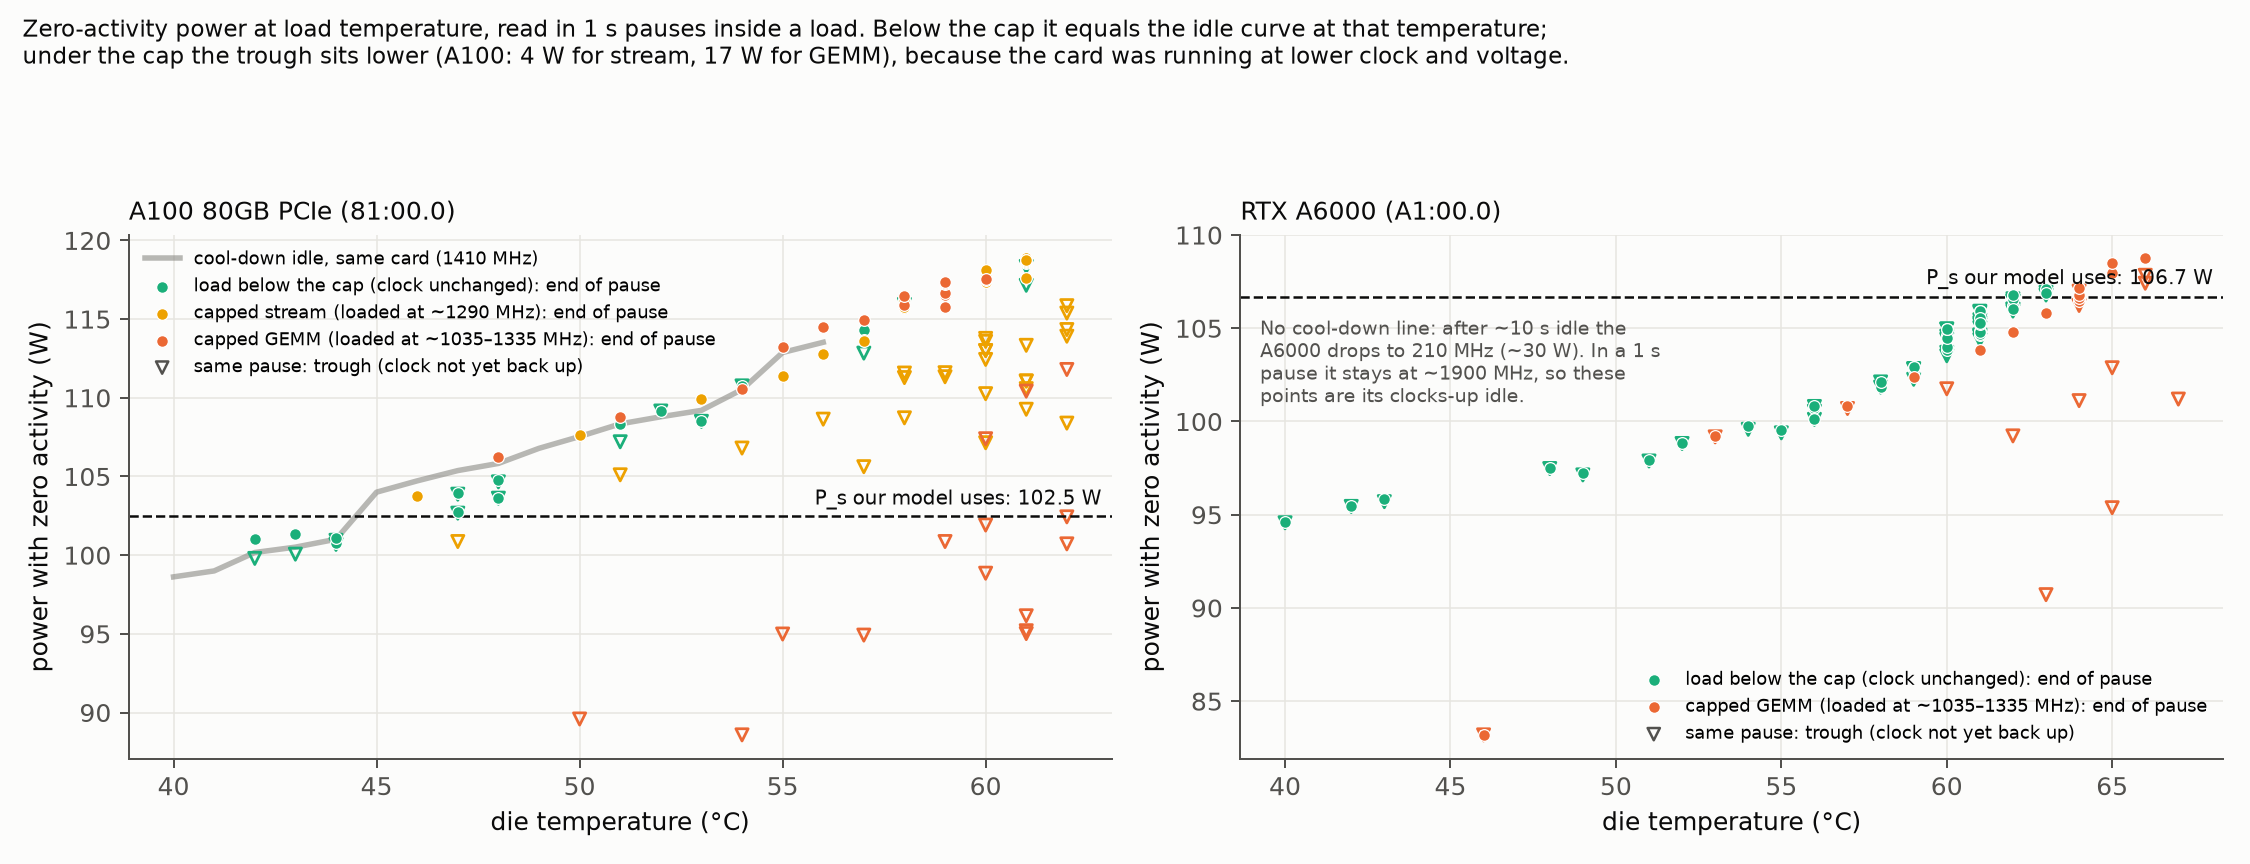 Zero-activity power at load temperature, read in 1 s pauses inside a load. Below the cap it equals the idle curve at that temperature;
under the cap the trough sits lower (A100: 4 W for stream, 17 W for GEMM), because the card was running at lower clock and voltage.
A100 80GB PCIe (81:00.0)
cool-down idle, same card (1410 MHz)
load below the cap (clock unchanged): end of pause
capped stream (loaded at ~1290 MHz): end of pause
capped GEMM (loaded at ~1035–1335 MHz): end of pause
same pause: trough (clock not yet back up)
P_s our model uses: 102.5 W
power with zero activity (W)
120
115
110
105
100
95
90
40
45
50
55
60
die temperature (°C)
RTX A6000 (A1:00.0)
P_s our model uses: 106.7 W
No cool-down line: after ~10 s idle the
A6000 drops to 210 MHz (~30 W). In a 1 s
pause it stays at ~1900 MHz, so these
points are its clocks-up idle.
load below the cap (clock unchanged): end of pause
capped GEMM (loaded at ~1035–1335 MHz): end of pause
same pause: trough (clock not yet back up)
power with zero activity (W)
110
105
100
95
90
85
40
45
50
55
60
65
die temperature (°C)